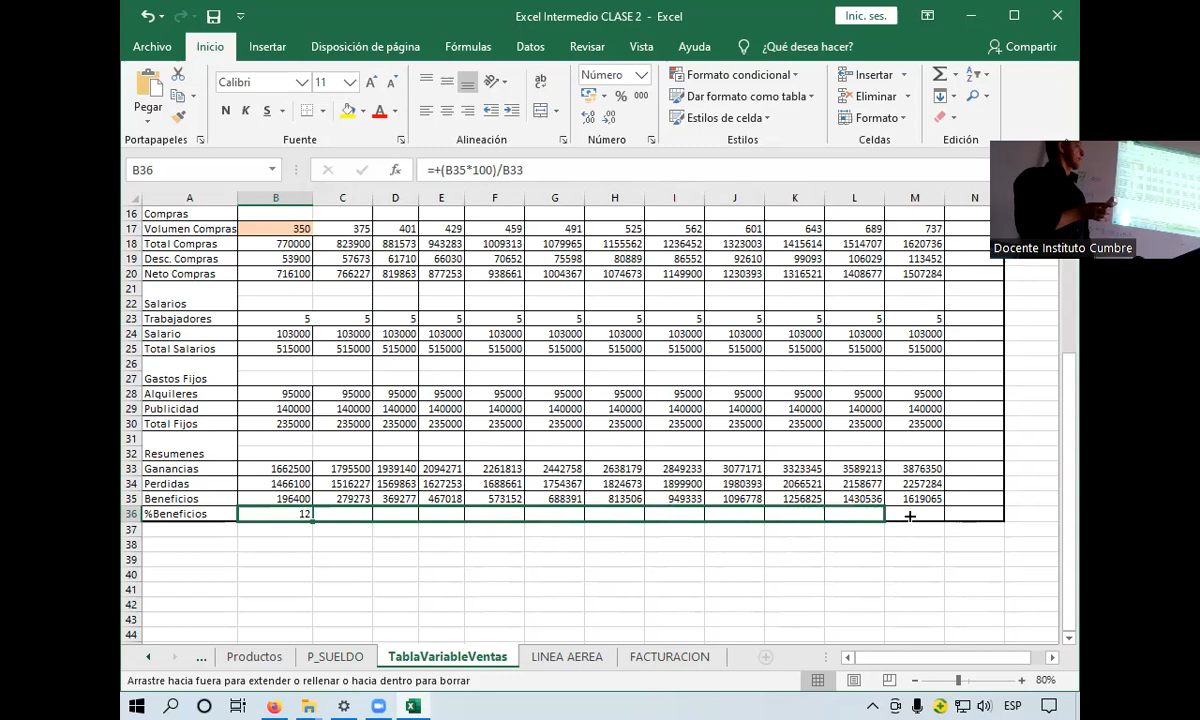 Excel Intermedio CLASE 2 - Excel
Inic. ses.
Archivo Inicio Insertar Disposición de página Fórmulas Datos Revisar Vista Ayuda ¿Qué desea hacer? Compartir
Pegar
Calibri 11
N K S
ab
Número
% 000
Formato condicional
Dar formato como tabla
Estilos de celda
Insertar
Eliminar
Formato
Portapapeles Fuente Alineación Número Estilos Celdas Edición
B36 fx =+(B35*100)/B33
A B C D E F G H I J K L M N
16 Compras
17 Volumen Compras 350 375 401 429 459 491 525 562 601 643 689 737
18 Total Compras 770000 823900 881573 943283 1009313 1079965 1155562 1236452 1323003 1415614 1514707 1620736
19 Desc. Compras 53900 57673 61710 66030 70652 75598 80889 86552 92610 99093 106029 113452
20 Neto Compras 716100 766227 819863 877253 938661 1004367 1074673 1149900 1230393 1316521 1408677 1507284
21
22 Salarios
23 Trabajadores 5 5 5 5 5 5 5 5 5 5 5 5
24 Salario 103000 103000 103000 103000 103000 103000 103000 103000 103000 103000 103000 103000
25 Total Salarios 515000 515000 515000 515000 515000 515000 515000 515000 515000 515000 515000 515000
26
27 Gastos Fijos
28 Alquileres 95000 95000 95000 95000 95000 95000 95000 95000 95000 95000 95000 95000
29 Publicidad 140000 140000 140000 140000 140000 140000 140000 140000 140000 140000 140000 140000
30 Total Fijos 235000 235000 235000 235000 235000 235000 235000 235000 235000 235000 235000 235000
31
32 Resumenes
33 Ganancias 1662500 1795500 1939140 2094271 2261813 2442758 2638179 2849233 3077171 3323345 3589213 3876350
34 Perdidas 1466100 1516227 1569863 1627253 1688661 1754367 1824673 1899900 1980393 2066521 2158677 2257284
35 Beneficios 196400 279273 369277 467018 573152 688391 813506 949333 1096778 1256825 1430536 1619065
36 %Beneficios 12
37
38
39
40
41
42
43
44
Docente Instituto Cumbre
... Productos P_SUELDO TablaVariableVentas LINEA AEREA FACTURACION
Arrastre hacia fuera para extender o rellenar o hacia dentro para borrar
80%
ESP